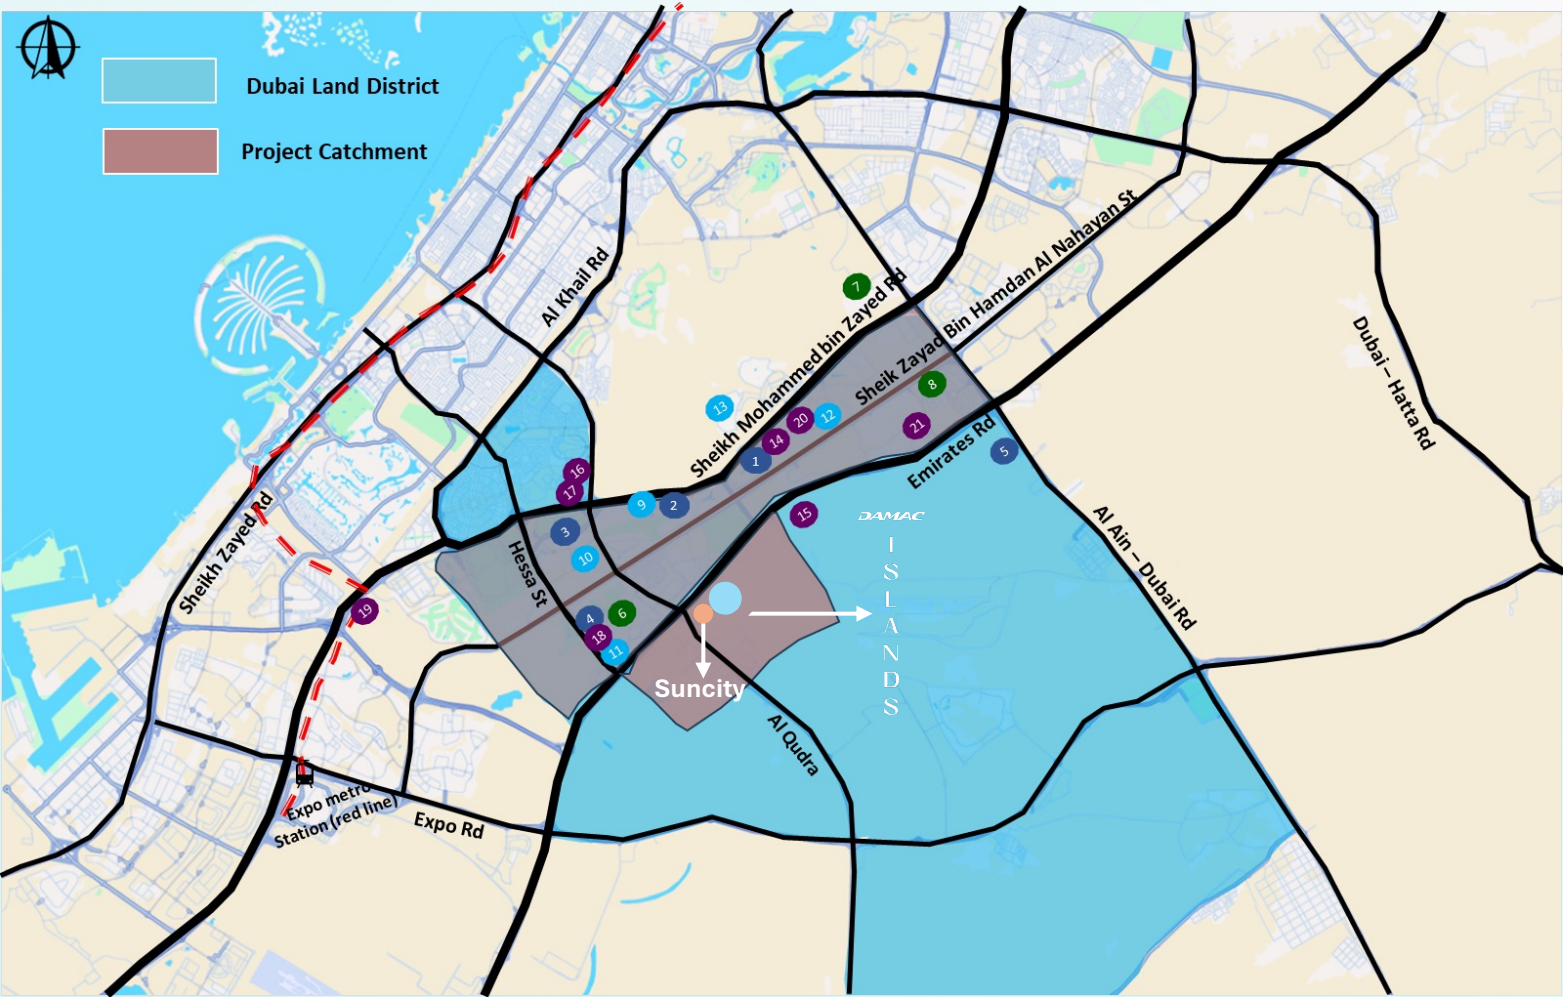 Dubai Land District
Project Catchment
Al Khail Rd
7
Sheikh Mohammed bin Zayed Rd
Sheik Zayad Bin Hamdan Al Nahayan St
Dubai – Hatta Rd
8
13
20
12
14
21
1
5
Emirates Rd
16
17
9
2
15
DAMAC
ISLANDS
Sheikh Zayed Rd
3
10
Hessa St
Al Ain – Dubai Rd
19
4
6
18
11
Suncity
Al Qudra
Expo metro
Station (red line)
Expo Rd